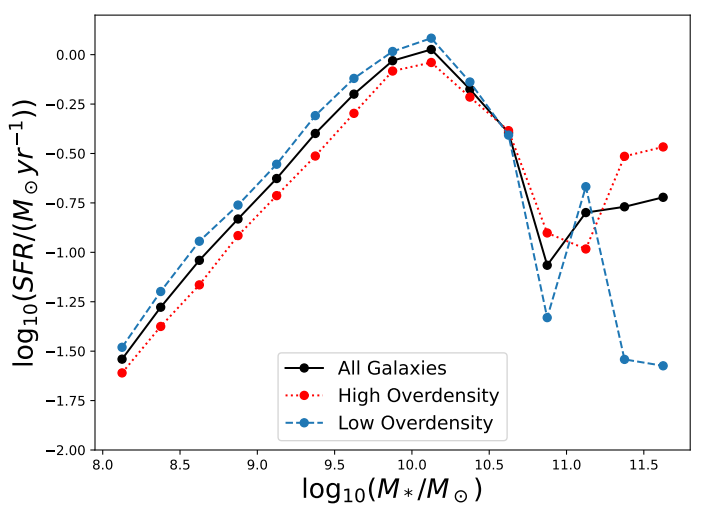 log10(SFR/(M⊙yr−1))
0.00
−0.25
−0.50
−0.75
−1.00
−1.25
−1.50
−1.75
−2.00
All Galaxies
High Overdensity
Low Overdensity
8.0 8.5 9.0 9.5 10.0 10.5 11.0 11.5
log10(M*/M⊙)